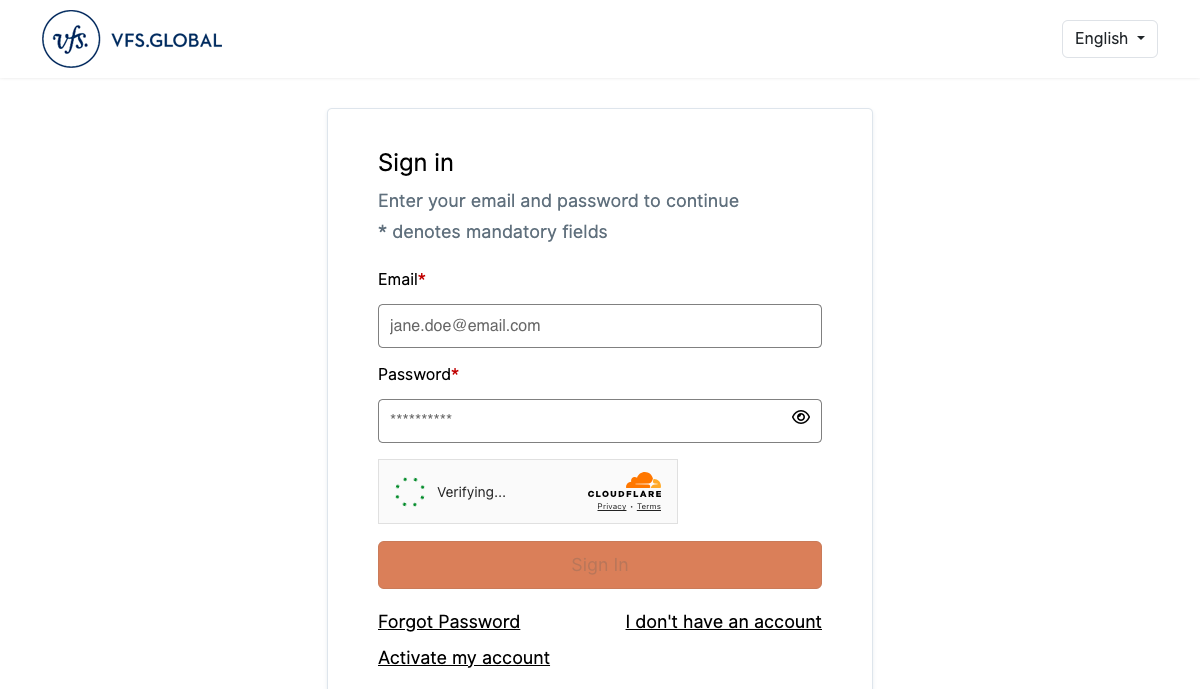 vfs. VFS.GLOBAL
English
Sign in
Enter your email and password to continue
* denotes mandatory fields
Email*
jane.doe@email.com
Password*
**********
Verifying...
CLOUDFLARE
Privacy • Terms
Sign In
Forgot Password
I don't have an account
Activate my account